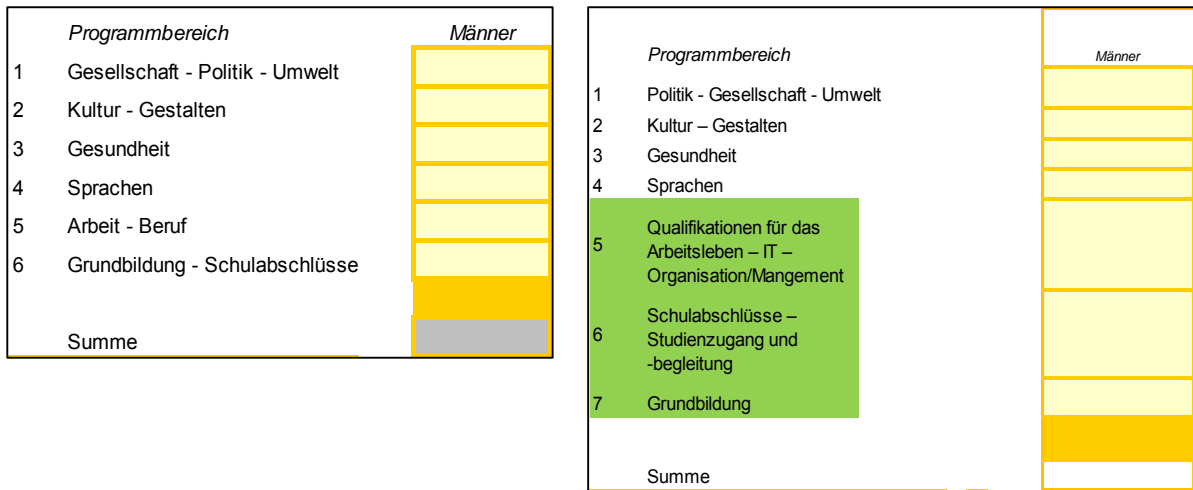 Programmbereich Männer
1 Gesellschaft - Politik - Umwelt
2 Kultur - Gestalten
3 Gesundheit
4 Sprachen
5 Arbeit - Beruf
6 Grundbildung - Schulabschlüsse
Summe
Programmbereich Männer
1 Politik - Gesellschaft - Umwelt
2 Kultur – Gestalten
3 Gesundheit
4 Sprachen
5 Qualifikationen für das
Arbeitsleben – IT –
Organisation/Mangement
6 Schulabschlüsse –
Studienzugang und
-begleitung
7 Grundbildung
Summe